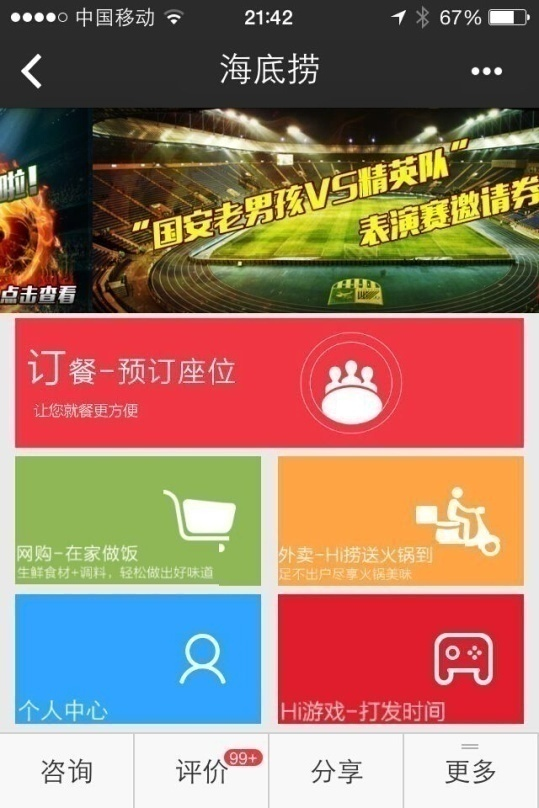 中国移动 21:42 67%
海底捞
啦!
点击查看
"国安老男孩VS精英队"
表演赛邀请券
订餐-预订座位
让您就餐更方便
网购-在家做饭
生鲜食材+调料，轻松做出好味道
外卖-Hi捞送火锅到
足不出户尽享火锅美味
个人中心
Hi游戏-打发时间
咨询 评价 99+ 分享 更多